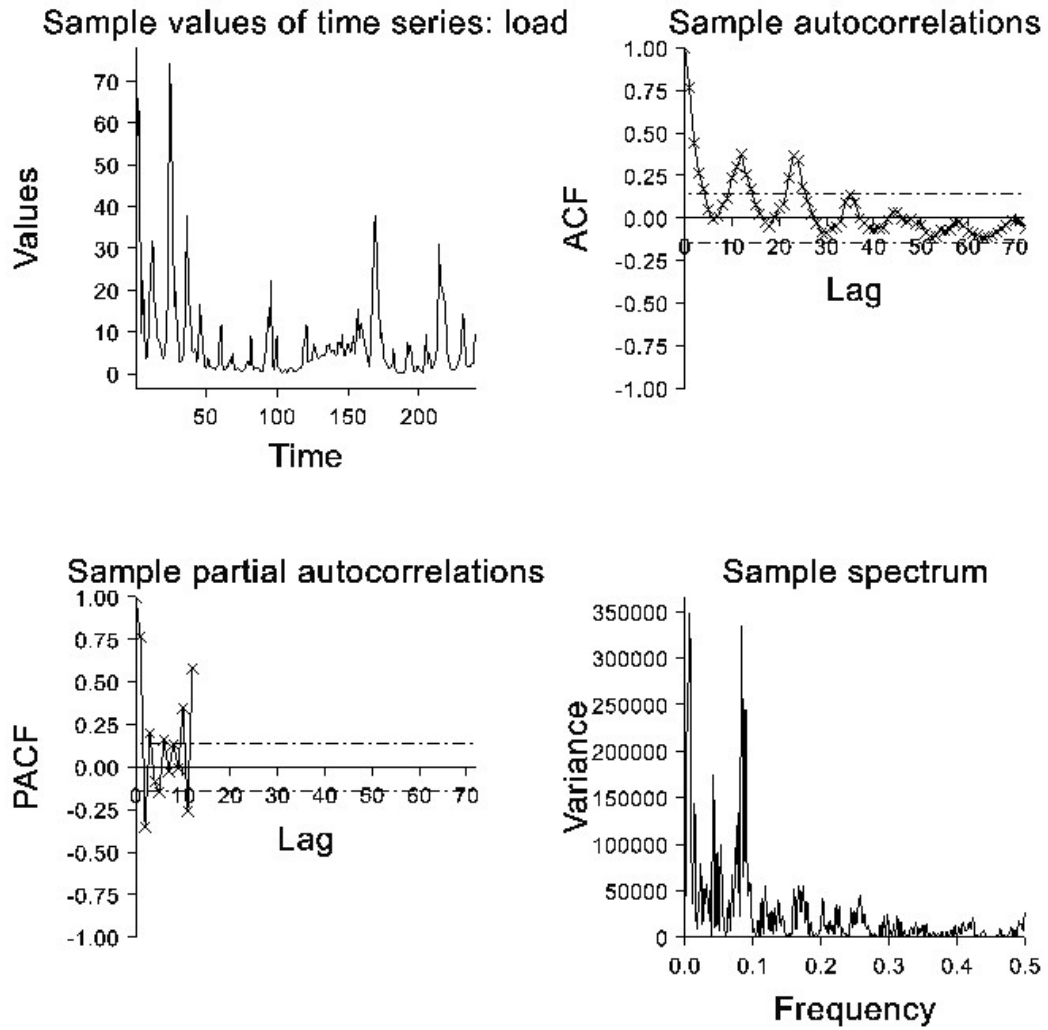 Sample values of time series: load
70
60
50
40
30
20
10
0
50 100 150 200
Values
Time
Sample autocorrelations
1.00
0.75
0.50
0.25
0.00
-0.25
-0.50
-0.75
-1.00
0 10 20 30 40 50 60 70
ACF
Lag
Sample partial autocorrelations
1.00
0.75
0.50
0.25
0.00
-0.25
-0.50
-0.75
-1.00
0 10 20 30 40 50 60 70
PACF
Lag
Sample spectrum
350000
300000
250000
200000
150000
100000
50000
0
0.0 0.1 0.2 0.3 0.4 0.5
Variance
Frequency